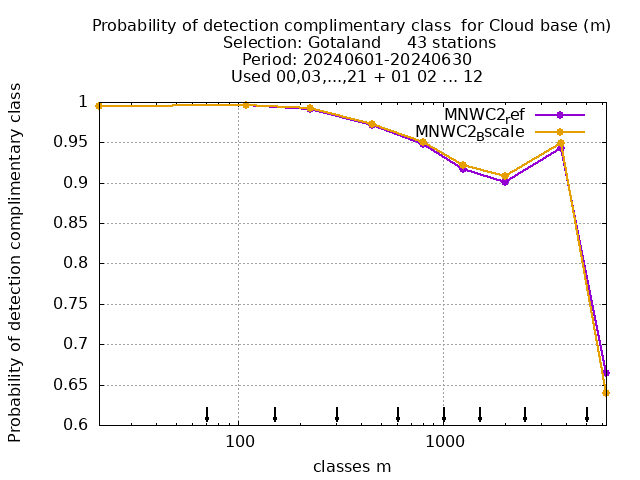 Probability of detection complimentary class  for Cloud base (m)
Selection: Gotaland     43 stations
Period: 20240601-20240630
Used 00,03,...,21 + 01 02 ... 12
Probability of detection complimentary class
1
0.95
0.9
0.85
0.8
0.75
0.7
0.65
0.6
MNWC2ref
MNWC2Bscale
100
1000
classes m